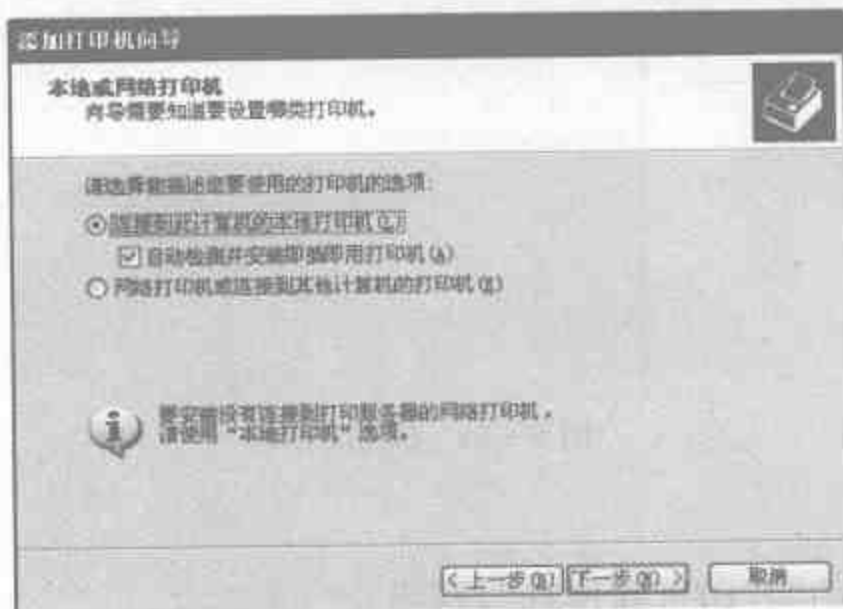 添加打印机向导
本地或网络打印机
向导需要知道要设置哪类打印机。
请选择能描述您要使用的打印机的选项:
连接到此计算机的本地打印机(L)
自动检测并安装即插即用打印机(A)
网络打印机或连接到其他计算机的打印机(E)
要安装没有连接到打印服务器的网络打印机,
请使用“本地打印机”选项。
< 上一步(B) 下一步(N) > 取消